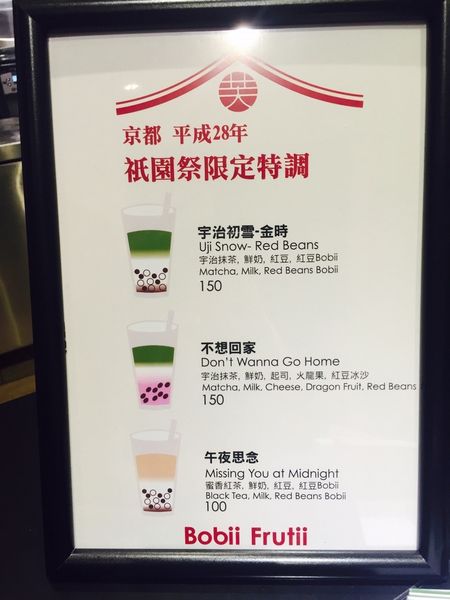 京都 平成28年
祇園祭限定特調
宇治初雪-金時
Uji Snow- Red Beans
宇治抹茶, 鮮奶, 紅豆, 紅豆Bobii
Matcha, Milk, Red Beans Bobii
150
不想回家
Don't Wanna Go Home
宇治抹茶, 鮮奶, 起司, 火龍果, 紅豆冰沙
Matcha, Milk, Cheese, Dragon Fruit, Red Beans
150
午夜思念
Missing You at Midnight
蜜香紅茶, 鮮奶, 紅豆, 紅豆Bobii
Black Tea, Milk, Red Beans Bobii
100
Bobii Frutii